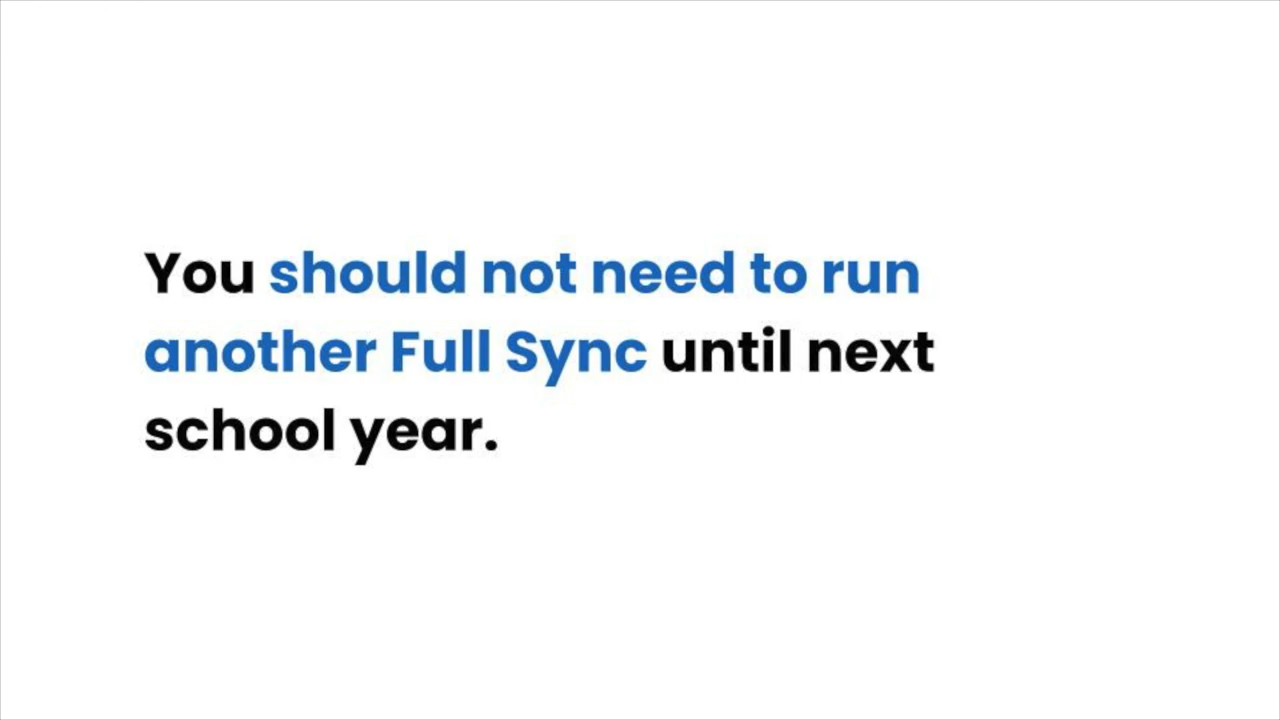 You should not need to run
another Full Sync until next
school year.